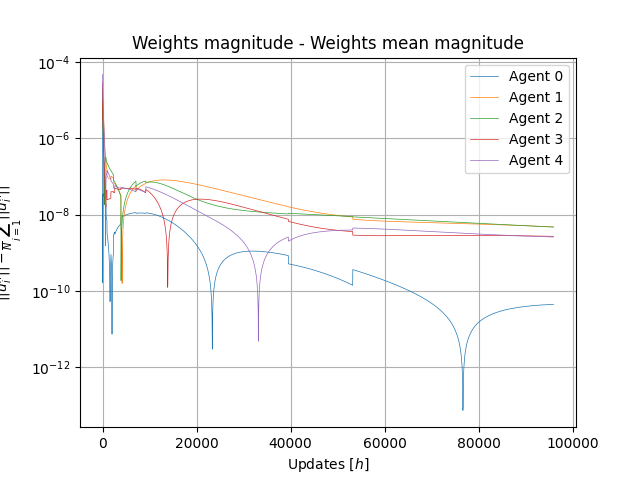 Weights magnitude - Weights mean magnitude
10⁻⁴
10⁻⁶
10⁻⁸
10⁻¹⁰
10⁻¹²
Agent 0
Agent 1
Agent 2
Agent 3
Agent 4
0
20000
40000
60000
80000
100000
Updates [h]